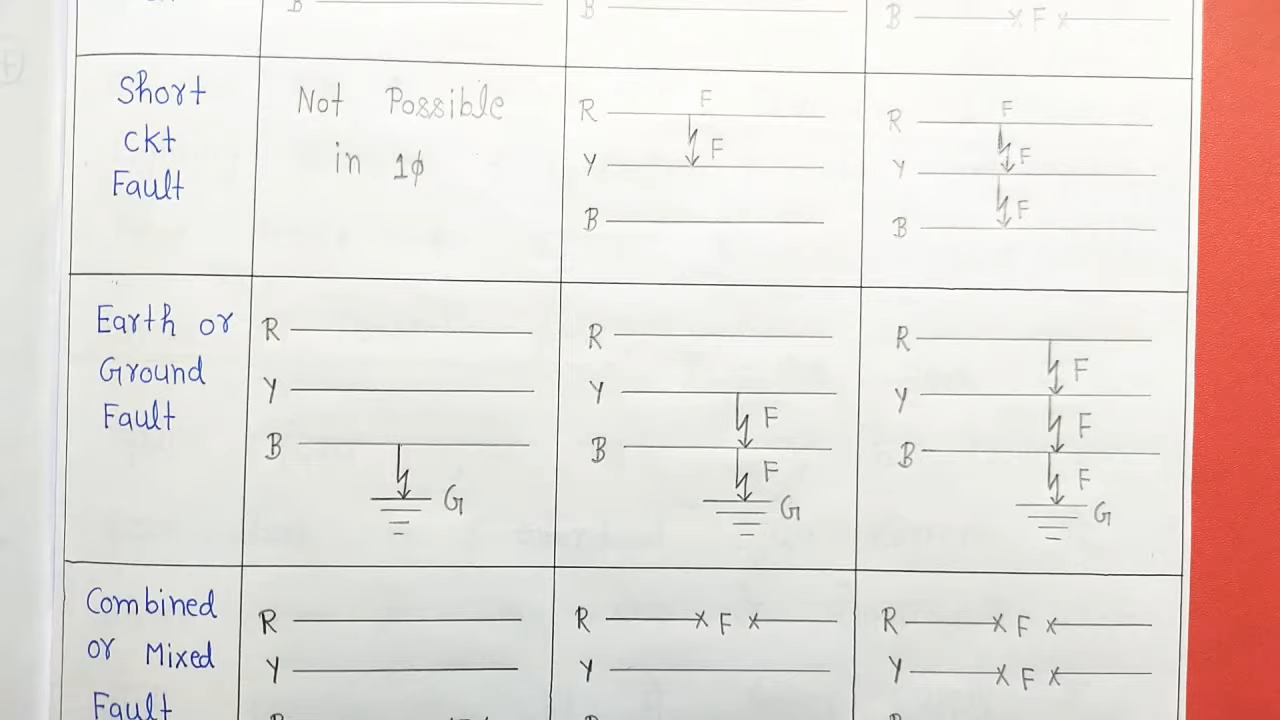 B
B
B F
Short
ckt
Fault
Not Possible
in 1φ
R F
F
Y
B
R F
F
Y
F
B
Earth or
Ground
Fault
R
Y
B
G
R
Y
F
B
F
G
R
F
Y
F
B
F
G
Combined
or Mixed
Fault
R
Y
R × F ×
Y
R × F ×
Y × F ×